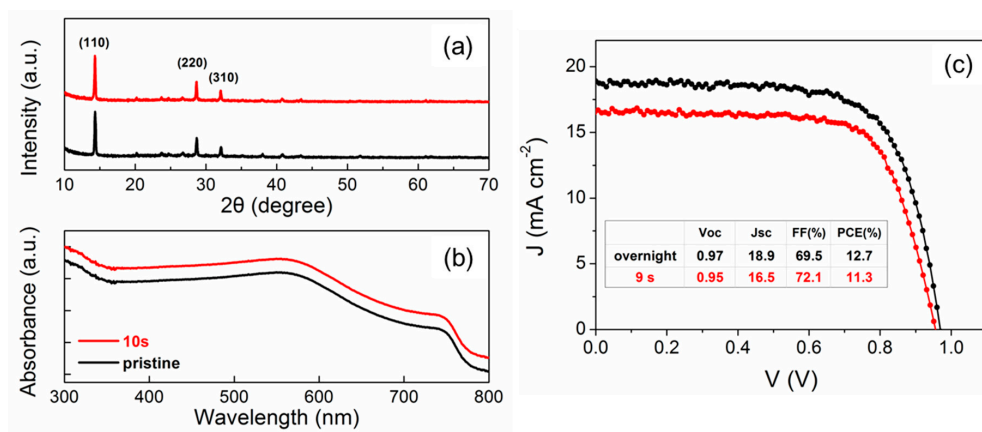 (a)
(110)
(220)
(310)
Intensity (a.u.)
10 20 30 40 50 60 70
2θ (degree)
(b)
Absorbance (a.u.)
10s
pristine
300 400 500 600 700 800
Wavelength (nm)
(c)
20
15
10
5
0
J (mA cm-2)
Voc Jsc FF(%) PCE(%)
overnight 0.97 18.9 69.5 12.7
9 s 0.95 16.5 72.1 11.3
0.0 0.2 0.4 0.6 0.8 1.0
V (V)